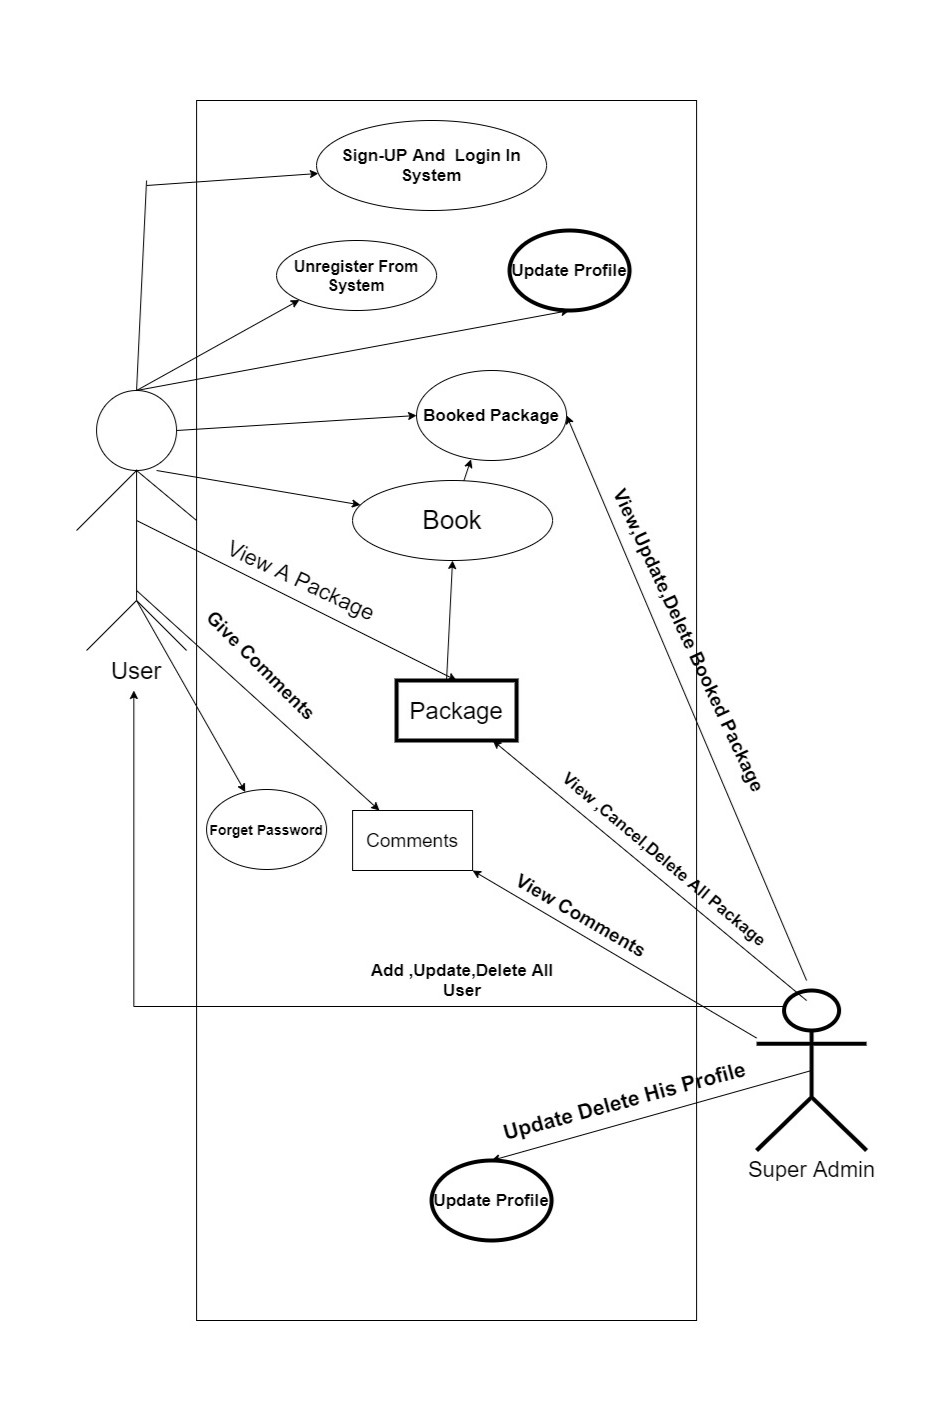 Sign-UP And  Login In
System
Unregister From
System
Update Profile
Booked Package
Book
View,Update,Delete Booked Package
View A Package
Give Comments
User
Package
View ,Cancel,Delete All Package
Forget Password
Comments
View Comments
Add ,Update,Delete All
User
Update Delete His Profile
Super Admin
Update Profile